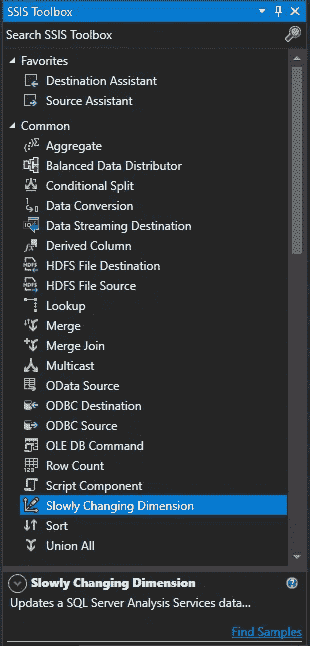 SSIS Toolbox
Search SSIS Toolbox
Favorites
Destination Assistant
Source Assistant
Common
Aggregate
Balanced Data Distributor
Conditional Split
Data Conversion
Data Streaming Destination
Derived Column
HDFS File Destination
HDFS File Source
Lookup
Merge
Merge Join
Multicast
OData Source
ODBC Destination
ODBC Source
OLE DB Command
Row Count
Script Component
Slowly Changing Dimension
Sort
Union All
Slowly Changing Dimension
Updates a SQL Server Analysis Services data...
Find Samples